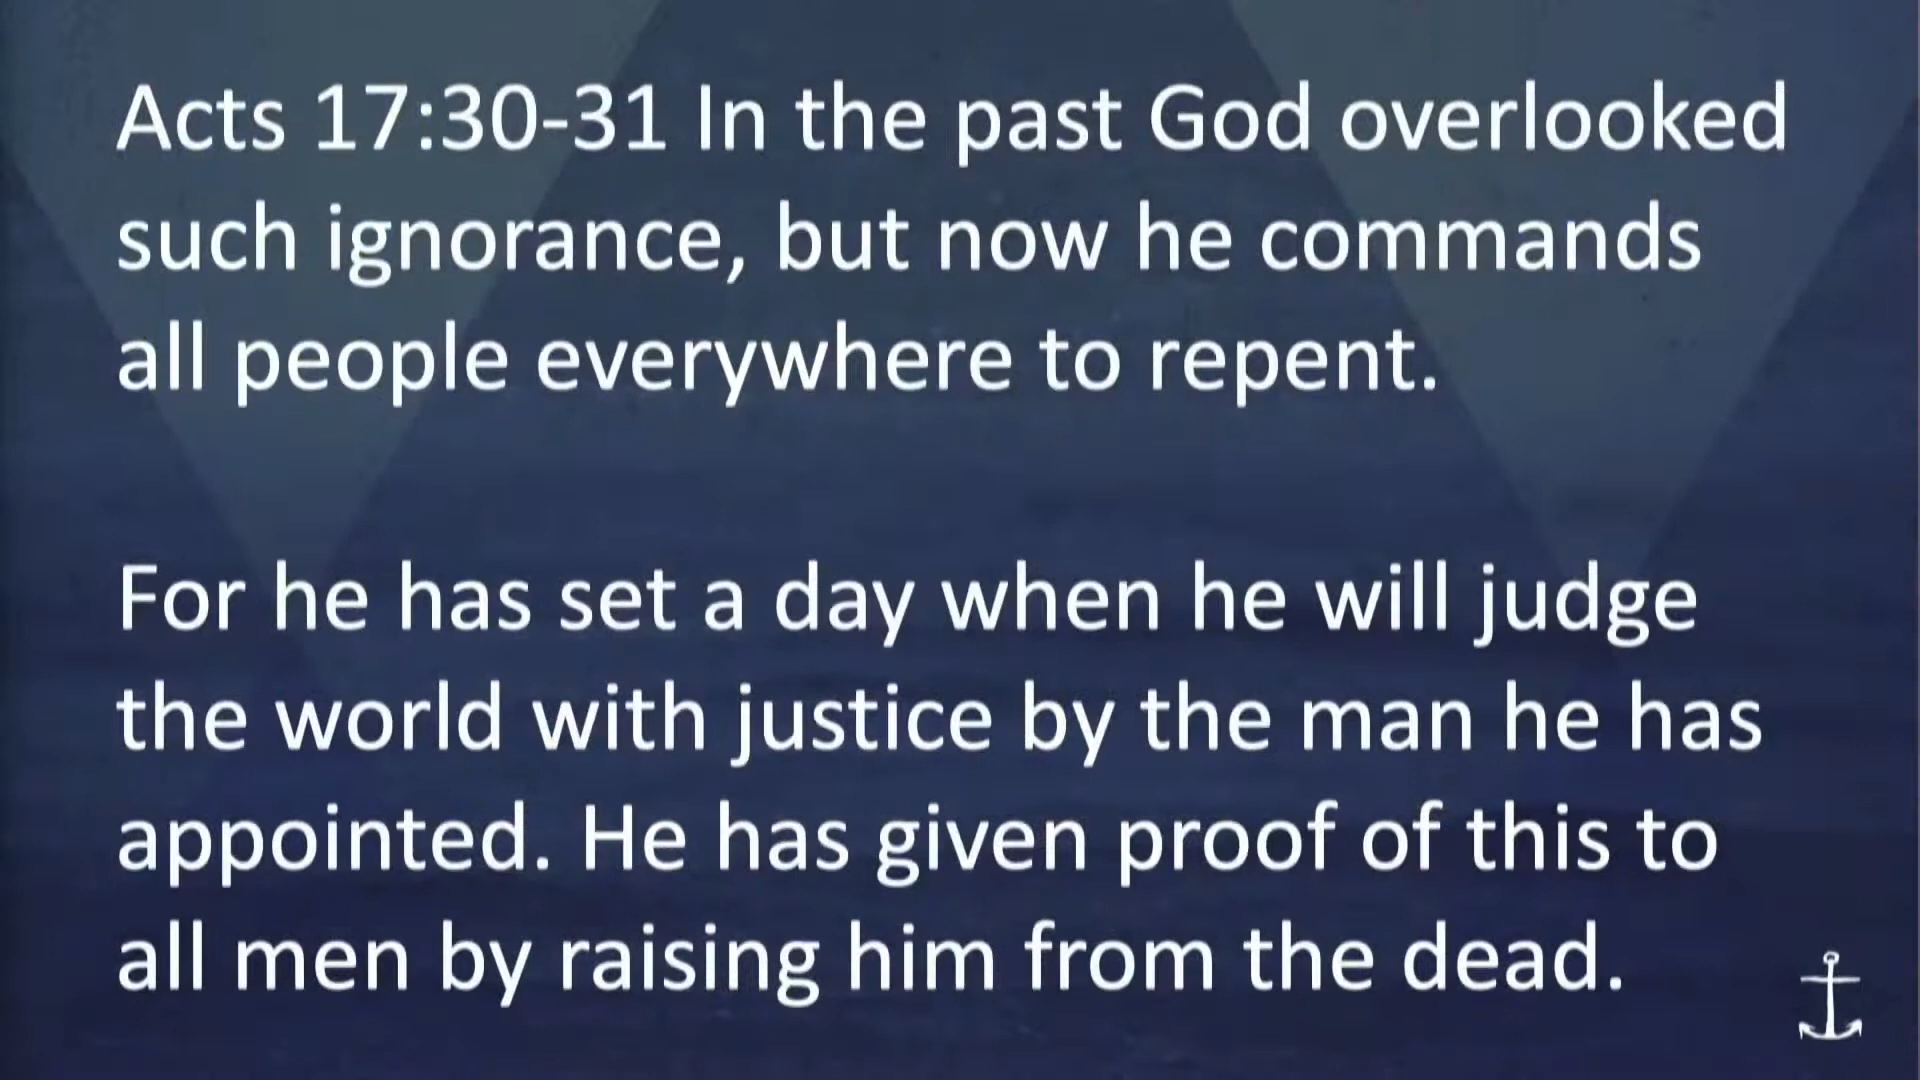 Acts 17:30-31 In the past God overlooked
such ignorance, but now he commands
all people everywhere to repent.
For he has set a day when he will judge
the world with justice by the man he has
appointed. He has given proof of this to
all men by raising him from the dead.